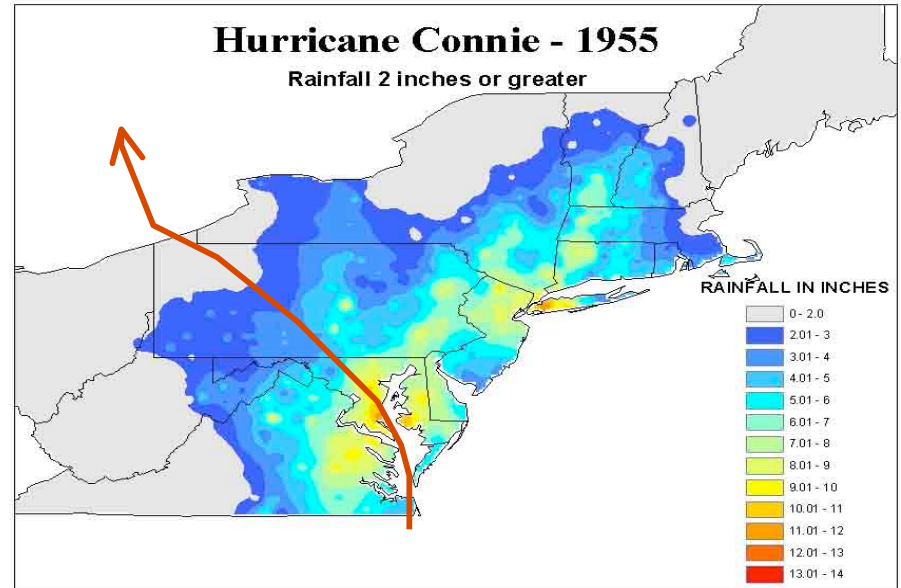 Hurricane Connie - 1955
Rainfall 2 inches or greater
RAINFALL IN INCHES
0 - 2.0
2.01 - 3
3.01 - 4
4.01 - 5
5.01 - 6
6.01 - 7
7.01 - 8
8.01 - 9
9.01 - 10
10.01 - 11
11.01 - 12
12.01 - 13
13.01 - 14